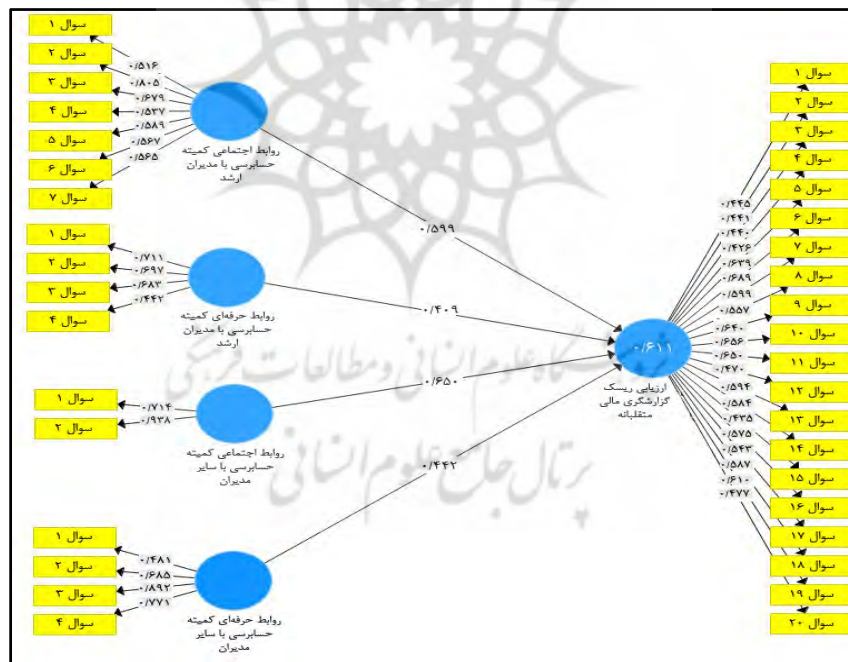 سوال ۱
سوال ۲
سوال ۳
سوال ۴
سوال ۵
سوال ۶
سوال ۷
۰/۵۱۶
۰/۸۰۵
۰/۶۷۹
۰/۵۳۷
۰/۵۸۹
۰/۵۶۷
۰/۵۶۵
روابط اجتماعی کمیته
حسابرسی با مدیران
ارشد
سوال ۱
سوال ۲
سوال ۳
سوال ۴
۰/۷۱۱
۰/۶۹۷
۰/۶۸۳
۰/۴۴۲
روابط حرفه‌ای کمیته
حسابرسی با مدیران
ارشد
سوال ۱
سوال ۲
۰/۷۱۴
۰/۹۳۸
روابط اجتماعی کمیته
حسابرسی با سایر
مدیران
سوال ۱
سوال ۲
سوال ۳
سوال ۴
۰/۴۸۱
۰/۶۸۵
۰/۸۹۲
۰/۷۷۱
روابط حرفه‌ای کمیته
حسابرسی با سایر
مدیران
۰/۵۹۹
۰/۴۰۹
۰/۶۵۰
۰/۴۴۲
۰/۶۱۱
ارزیابی ریسک
گزارشگری مالی
متقلبانه
۰/۴۴۵
۰/۴۴۱
۰/۴۲۶
۰/۶۳۹
۰/۶۸۹
۰/۵۹۹
۰/۵۵۷
۰/۶۴۰
۰/۶۵۶
۰/۶۵۰
۰/۴۷۰
۰/۵۹۴
۰/۵۸۴
۰/۴۳۵
۰/۵۷۵
۰/۵۴۳
۰/۵۸۷
۰/۶۱۰
۰/۴۷۷
سوال ۱
سوال ۲
سوال ۳
سوال ۴
سوال ۵
سوال ۶
سوال ۷
سوال ۸
سوال ۹
سوال ۱۰
سوال ۱۱
سوال ۱۲
سوال ۱۳
سوال ۱۴
سوال ۱۵
سوال ۱۶
سوال ۱۷
سوال ۱۸
سوال ۱۹
سوال ۲۰
پرتال جامع علوم انسانی